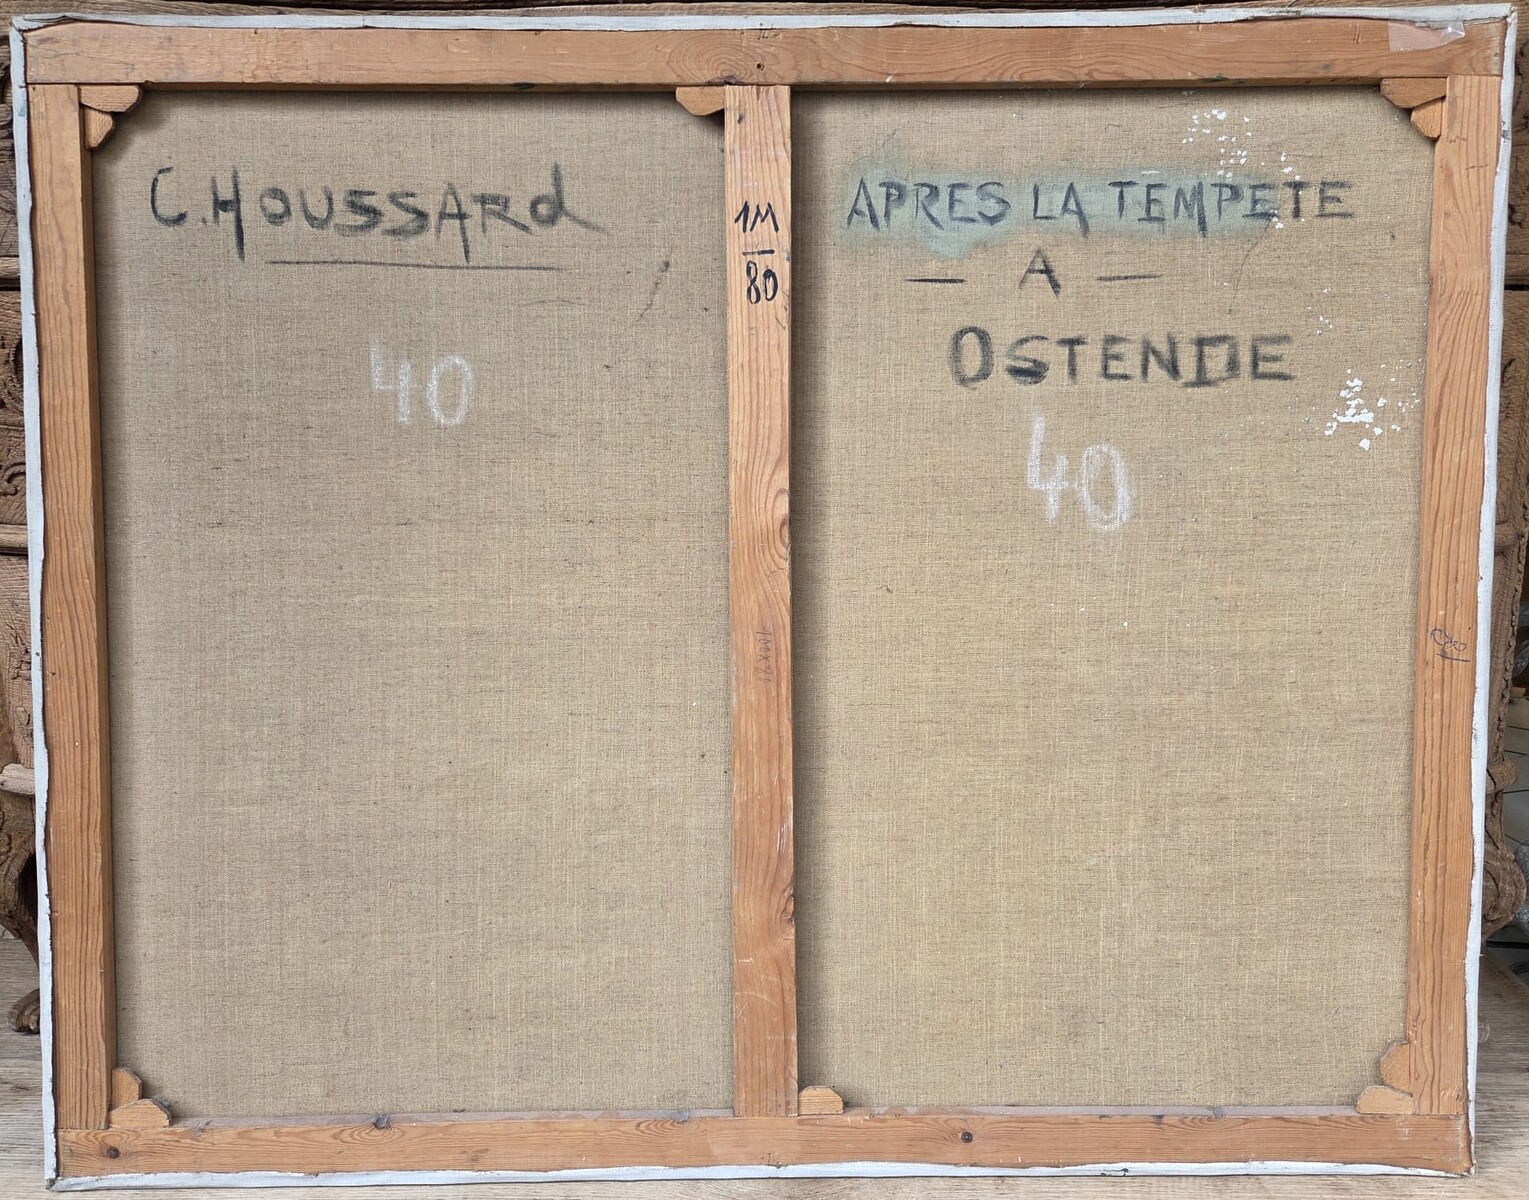 C.HOUSSARd
40
1M
80
APRES LA TEMPETE
— A —
OSTENDE
40